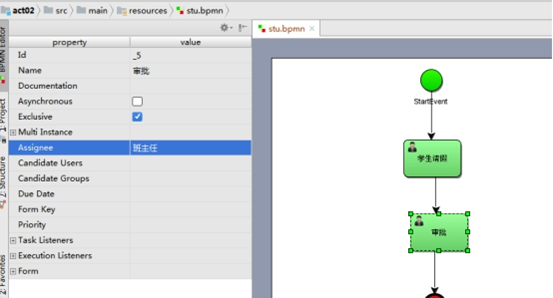 act02 src main resources stu.bpmn
stu.bpmn
BPMN Editor
1: Project
2: Structure
2: Favorites
property value
Id _5
Name 审批
Documentation
Asynchronous
Exclusive
Multi Instance
Assignee 班主任
Candidate Users
Candidate Groups
Due Date
Form Key
Priority
Task Listeners
Execution Listeners
Form
StartEvent
学生请假
审批